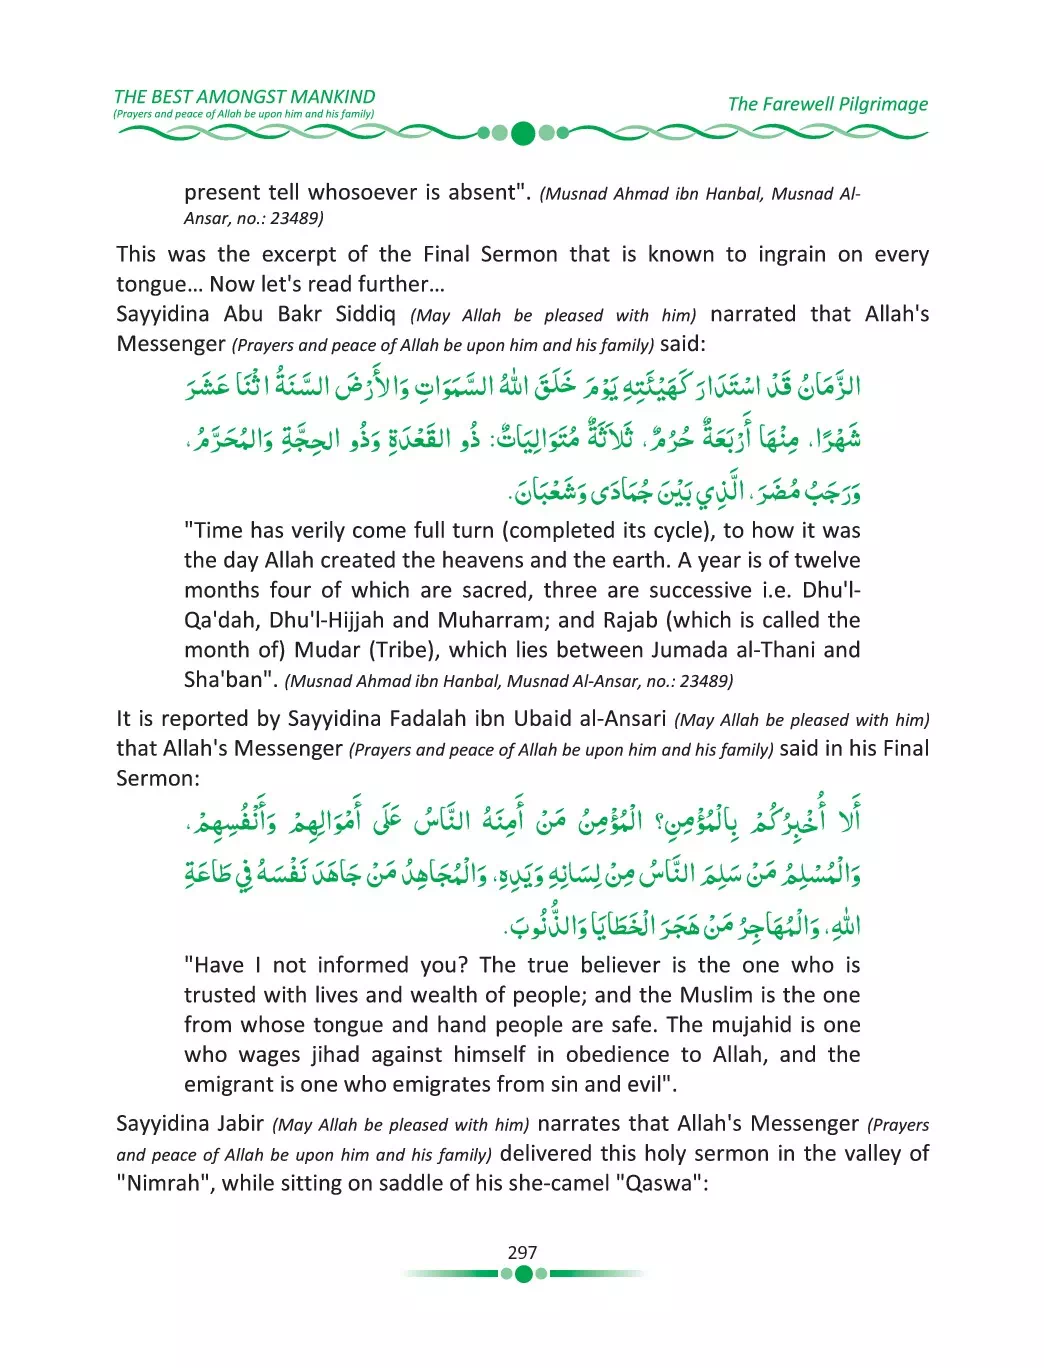 THE BEST AMONGST MANKIND
(Prayers and peace of Allah be upon him and his family)
The Farewell Pilgrimage
present tell whosoever is absent". (Musnad Ahmad ibn Hanbal, Musnad Al-
Ansar, no.: 23489)
This was the excerpt of the Final Sermon that is known to ingrain on every
tongue... Now let's read further...
Sayyidina Abu Bakr Siddiq (May Allah be pleased with him) narrated that Allah's
Messenger (Prayers and peace of Allah be upon him and his family) said:
الزَّمَانُ قَدْ اسْتَدَارَ كَهَيْئَتِهِ يَوْمَ خَلَقَ اللهُ السَّمَوَاتِ وَالأَرْضَ السَّنَةُ اثْنَا عَشَرَ
شَهْرًا، مِنْهَا أَرْبَعَةٌ حُرُمٌ، ثَلاَثَةٌ مُتَوَالِيَاتٌ: ذُو القَعْدَةِ وَذُو الحِجَّةِ وَالمُحَرَّمُ،
وَرَجَبُ مُضَرَ، الَّذِي بَيْنَ جُمَادَى وَشَعْبَانَ.
"Time has verily come full turn (completed its cycle), to how it was
the day Allah created the heavens and the earth. A year is of twelve
months four of which are sacred, three are successive i.e. Dhu'l-
Qa'dah, Dhu'l-Hijjah and Muharram; and Rajab (which is called the
month of) Mudar (Tribe), which lies between Jumada al-Thani and
Sha'ban". (Musnad Ahmad ibn Hanbal, Musnad Al-Ansar, no.: 23489)
It is reported by Sayyidina Fadalah ibn Ubaid al-Ansari (May Allah be pleased with him)
that Allah's Messenger (Prayers and peace of Allah be upon him and his family) said in his Final
Sermon:
أَلا أُخْبِرُكُمْ بِالْمُؤْمِنِ؟ الْمُؤْمِنُ مَنْ أَمِنَهُ النَّاسُ عَلَى أَمْوَالِهِمْ وَأَنْفُسِهِمْ،
وَالْمُسْلِمُ مَنْ سَلِمَ النَّاسُ مِنْ لِسَانِهِ وَيَدِهِ، وَالْمُجَاهِدُ مَنْ جَاهَدَ نَفْسَهُ فِي طَاعَةِ
اللهِ، وَالْمُهَاجِرُ مَنْ هَجَرَ الْخَطَايَا وَالذُّنُوبَ.
"Have I not informed you? The true believer is the one who is
trusted with lives and wealth of people; and the Muslim is the one
from whose tongue and hand people are safe. The mujahid is one
who wages jihad against himself in obedience to Allah, and the
emigrant is one who emigrates from sin and evil".
Sayyidina Jabir (May Allah be pleased with him) narrates that Allah's Messenger (Prayers
and peace of Allah be upon him and his family) delivered this holy sermon in the valley of
"Nimrah", while sitting on saddle of his she-camel "Qaswa":
297